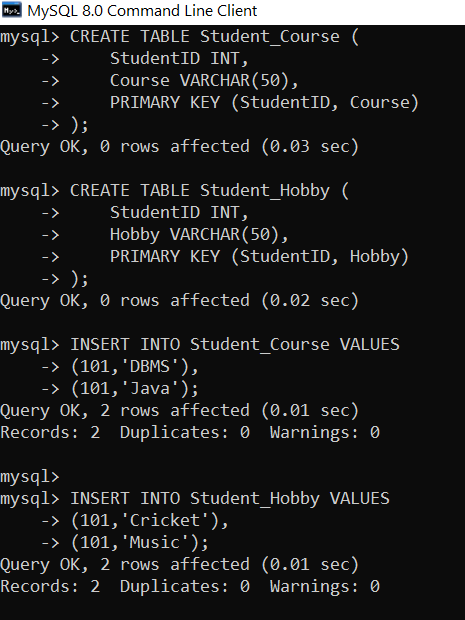 MySQL 8.0 Command Line Client
mysql> CREATE TABLE Student_Course (
    ->     StudentID INT,
    ->     Course VARCHAR(50),
    ->     PRIMARY KEY (StudentID, Course)
    -> );
Query OK, 0 rows affected (0.03 sec)

mysql> CREATE TABLE Student_Hobby (
    ->     StudentID INT,
    ->     Hobby VARCHAR(50),
    ->     PRIMARY KEY (StudentID, Hobby)
    -> );
Query OK, 0 rows affected (0.02 sec)

mysql> INSERT INTO Student_Course VALUES
    -> (101,'DBMS'),
    -> (101,'Java');
Query OK, 2 rows affected (0.01 sec)
Records: 2  Duplicates: 0  Warnings: 0

mysql>
mysql> INSERT INTO Student_Hobby VALUES
    -> (101,'Cricket'),
    -> (101,'Music');
Query OK, 2 rows affected (0.01 sec)
Records: 2  Duplicates: 0  Warnings: 0